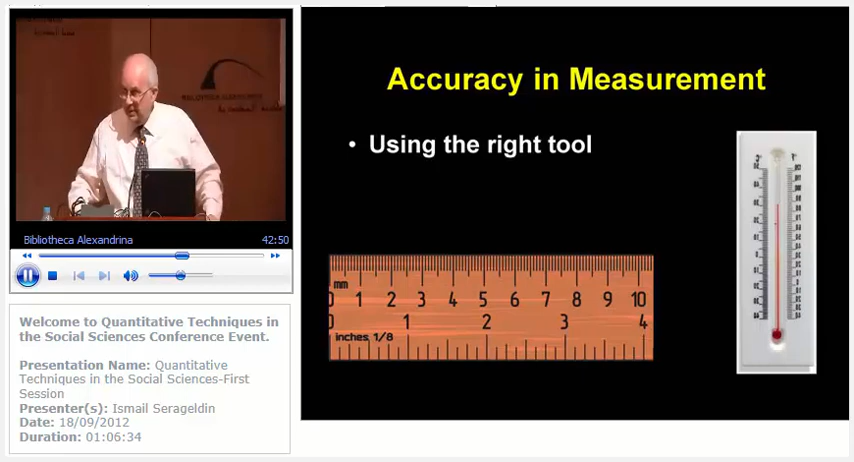 BIBLIOTHECA ALEXANDRINA
Bibliotheca Alexandrina
42:50
Welcome to Quantitative Techniques in
the Social Sciences Conference Event.
Presentation Name: Quantitative
Techniques in the Social Sciences-First
Session
Presenter(s): Ismail Serageldin
Date: 18/09/2012
Duration: 01:06:34
Accuracy in Measurement
• Using the right tool
mm
0 1 2 3 4 5 6 7 8 9 10
0 1 2 3 4
inches 1/8